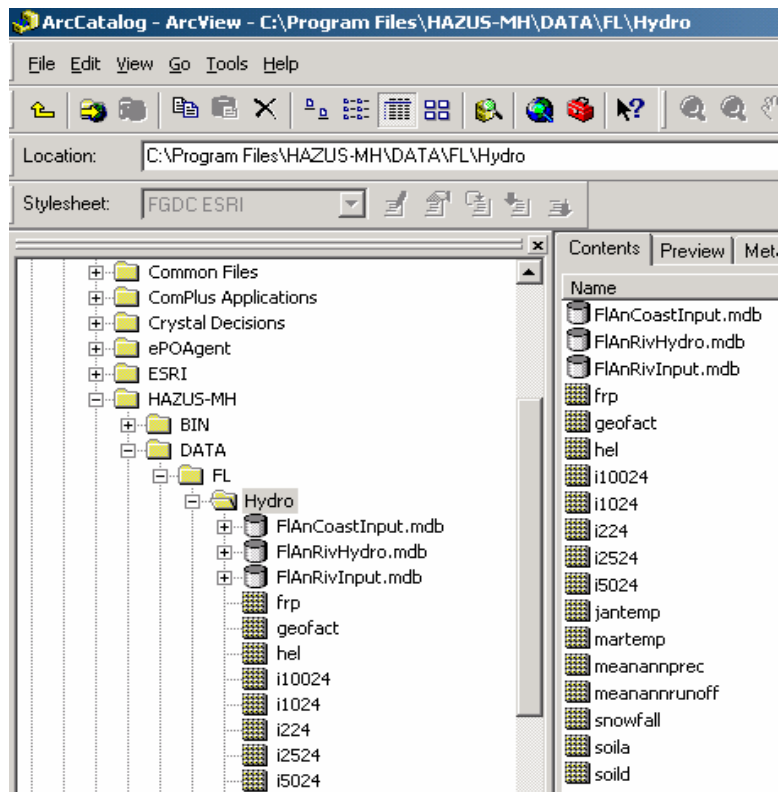 ArcCatalog - ArcView - C:\Program Files\HAZUS-MH\DATA\FL\Hydro
File Edit View Go Tools Help
Location: C:\Program Files\HAZUS-MH\DATA\FL\Hydro
Stylesheet: FGDC ESRI
Common Files
ComPlus Applications
Crystal Decisions
ePOAgent
ESRI
HAZUS-MH
BIN
DATA
FL
Hydro
FlAnCoastInput.mdb
FlAnRivHydro.mdb
FlAnRivInput.mdb
frp
geofact
hel
i10024
i1024
i224
i2524
i5024
Contents Preview Meta
Name
FlAnCoastInput.mdb
FlAnRivHydro.mdb
FlAnRivInput.mdb
frp
geofact
hel
i10024
i1024
i224
i2524
i5024
jantemp
martemp
meanannprec
meanannrunoff
snowfall
soila
soild